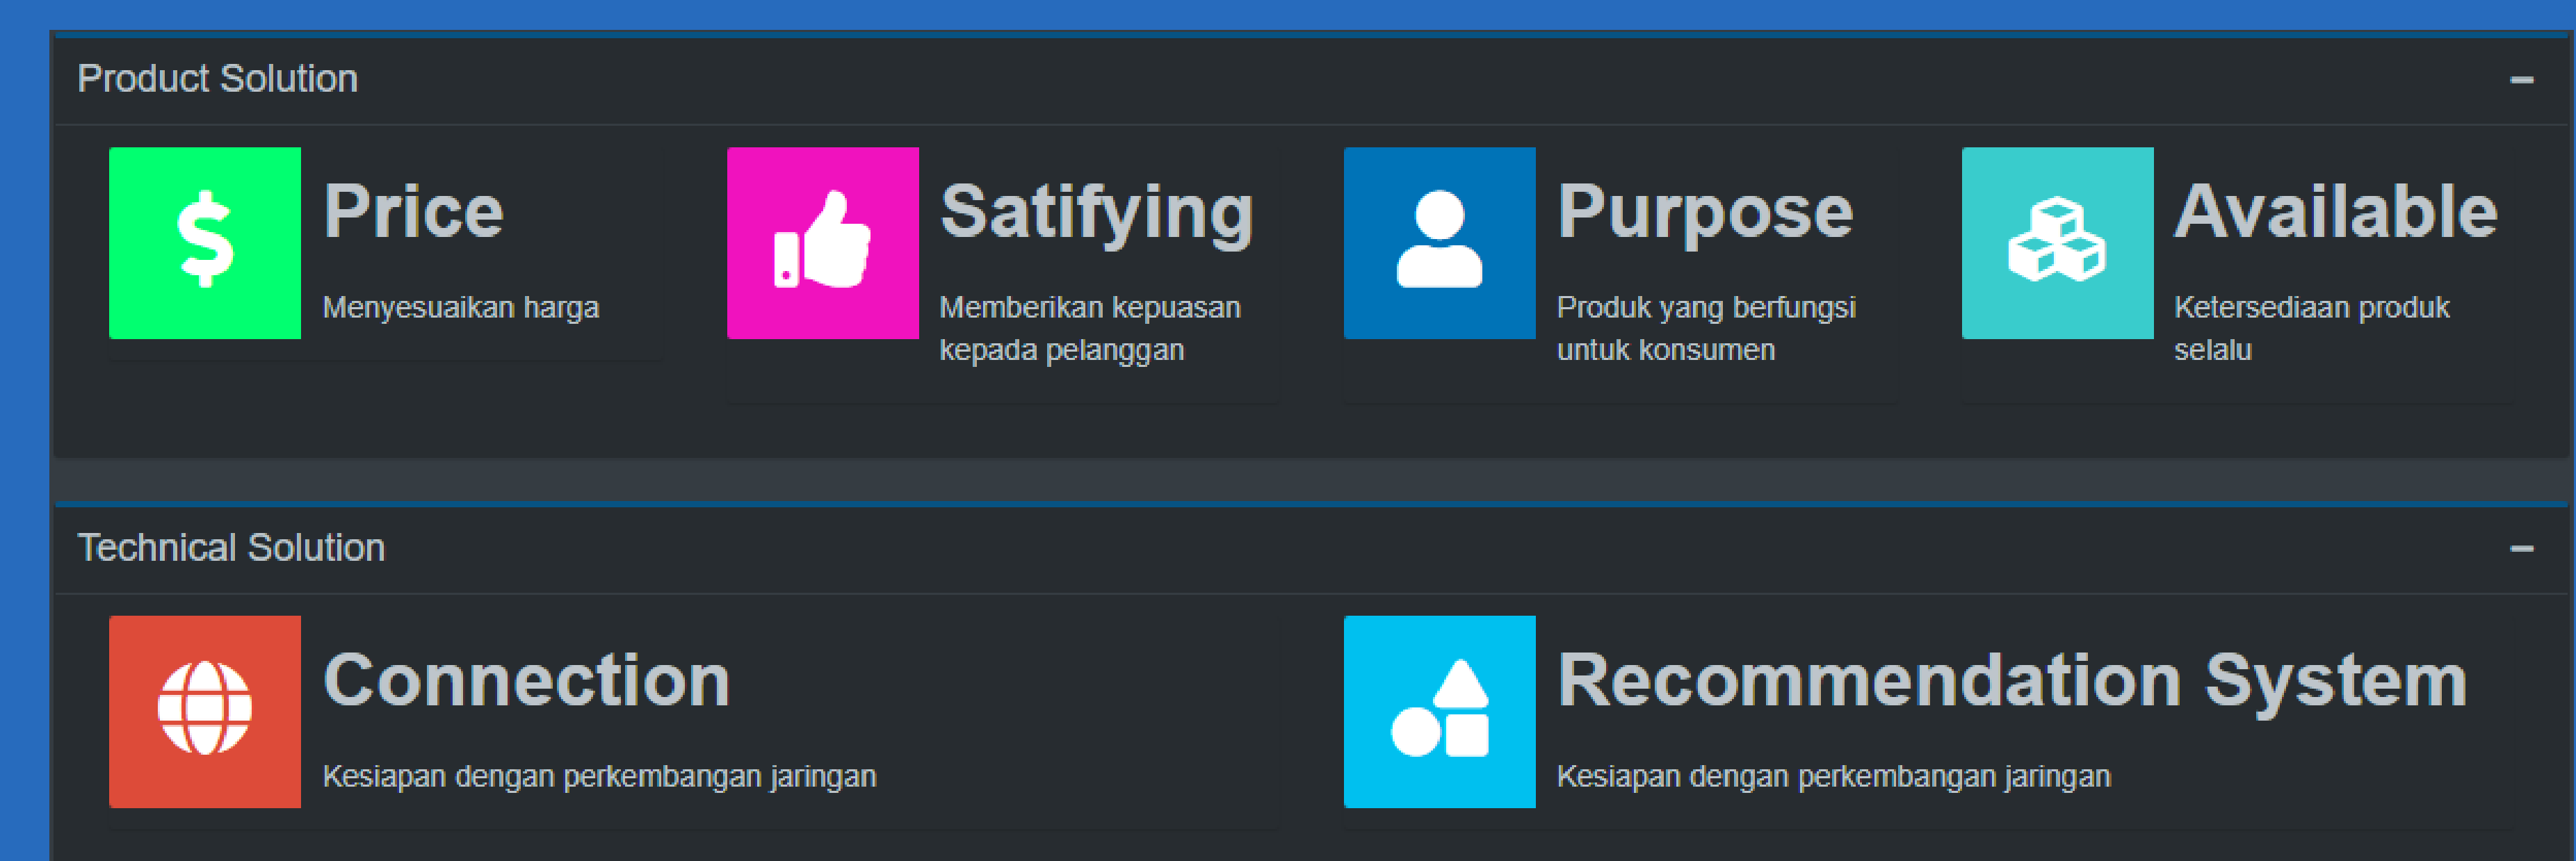 Product Solution
Price
Menyesuaikan harga
Satifying
Memberikan kepuasan
kepada pelanggan
Purpose
Produk yang berfungsi
untuk konsumen
Available
Ketersediaan produk
selalu
Technical Solution
Connection
Kesiapan dengan perkembangan jaringan
Recommendation System
Kesiapan dengan perkembangan jaringan